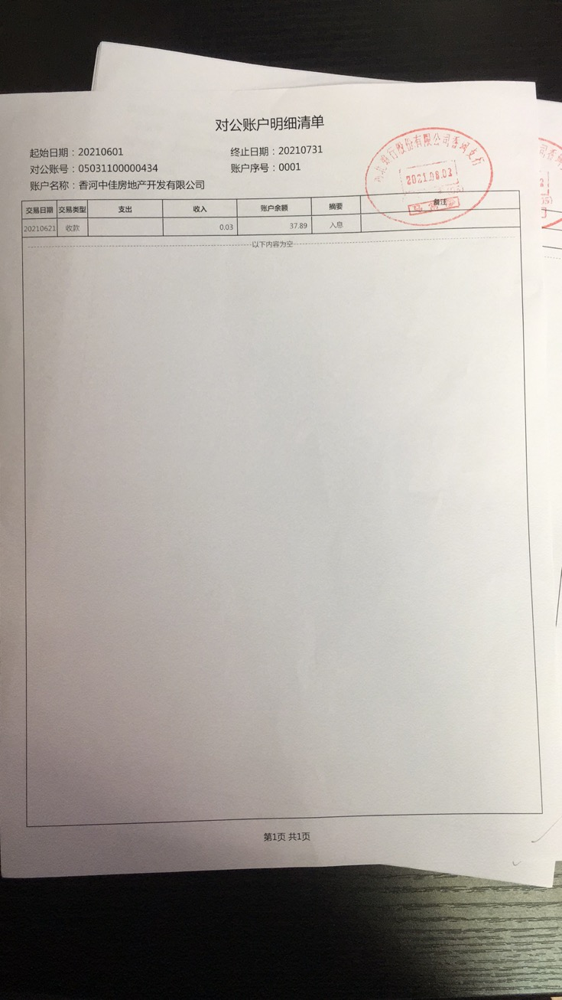 对公账户明细清单
起始日期：20210601 终止日期：20210731
对公账号：05031100000434 账户序号：0001
账户名称：香河中佳房地产开发有限公司
河北银行股份有限公司香河支行
2021.08.03
交易日期 交易类型 支出 收入 账户余额 摘要 备注
20210621 收款 0.03 37.89 入息
以下内容为空
第1页 共1页